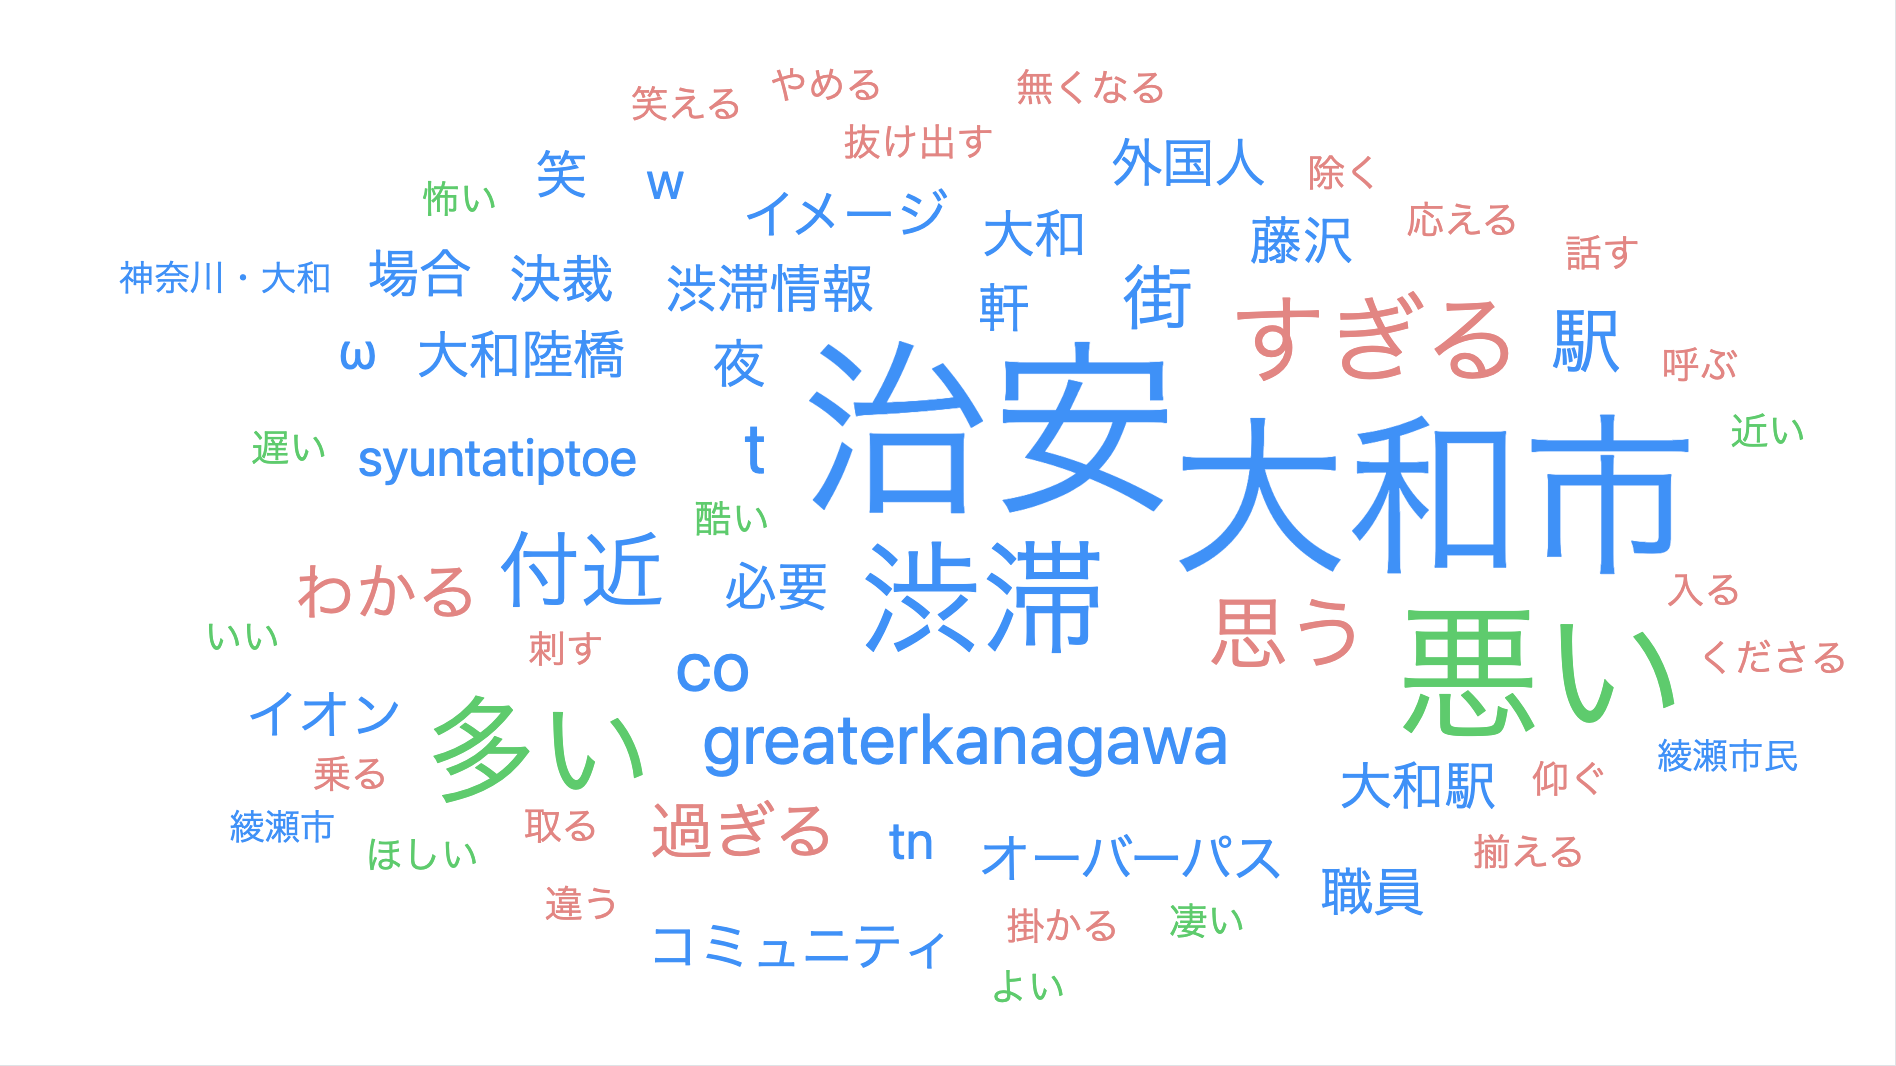 やめる
無くなる
笑える
抜け出す
外国人
笑
w
除く
怖い
イメージ
大和
応える
藤沢
話す
神奈川・大和
場合
決裁
渋滞情報
軒
街
すぎる
駅
ω
大和陸橋
夜
呼ぶ
治安
近い
遅い
syuntatiptoe
t
大和市
酷い
わかる
付近
必要
渋滞
入る
いい
刺す
思う
悪い
くださる
co
イオン
多い
greaterkanagawa
綾瀬市民
乗る
大和駅
仰ぐ
綾瀬市
取る
過ぎる
tn
ほしい
オーバーパス
揃える
違う
職員
掛かる
凄い
コミュニティ
よい